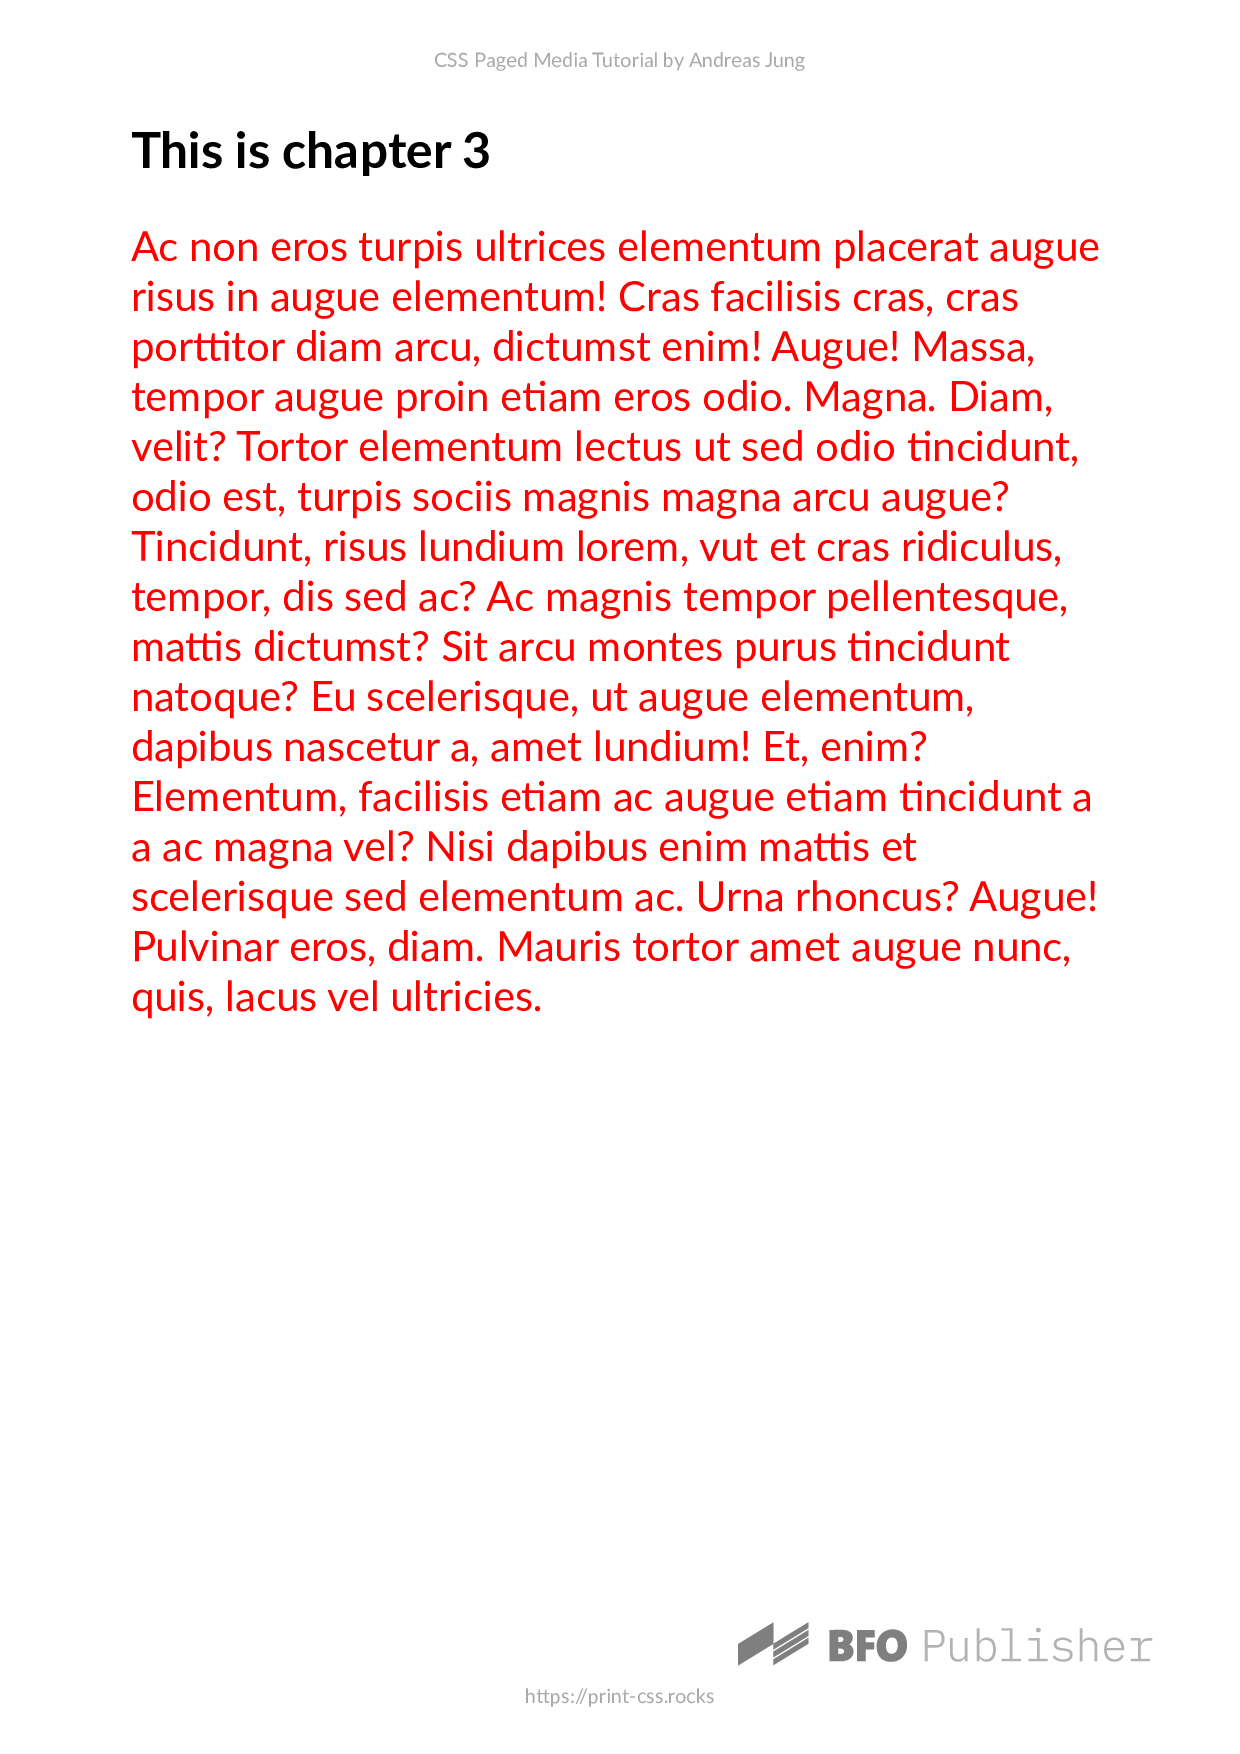 CSS Paged Media Tutorial by Andreas Jung
This is chapter 3
Ac non eros turpis ultrices elementum placerat augue
risus in augue elementum! Cras facilisis cras, cras
porttitor diam arcu, dictumst enim! Augue! Massa,
tempor augue proin etiam eros odio. Magna. Diam,
velit? Tortor elementum lectus ut sed odio tincidunt,
odio est, turpis sociis magnis magna arcu augue?
Tincidunt, risus lundium lorem, vut et cras ridiculus,
tempor, dis sed ac? Ac magnis tempor pellentesque,
mattis dictumst? Sit arcu montes purus tincidunt
natoque? Eu scelerisque, ut augue elementum,
dapibus nascetur a, amet lundium! Et, enim?
Elementum, facilisis etiam ac augue etiam tincidunt a
a ac magna vel? Nisi dapibus enim mattis et
scelerisque sed elementum ac. Urna rhoncus? Augue!
Pulvinar eros, diam. Mauris tortor amet augue nunc,
quis, lacus vel ultricies.
BFO Publisher
https://print-css.rocks